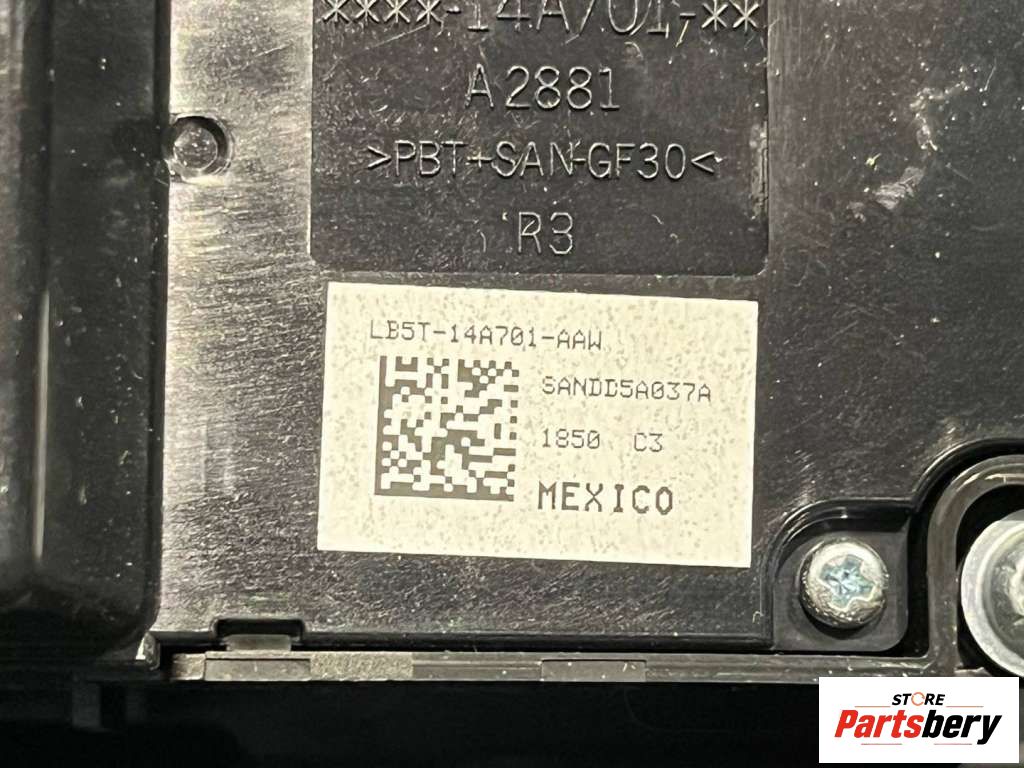 ****-14A701-**
A2881
>PBT+SAN-GF30<
R3
LB5T-14A701-AAW
SANDD5A037A
1850 C3
MEXICO
STORE
Partsbery